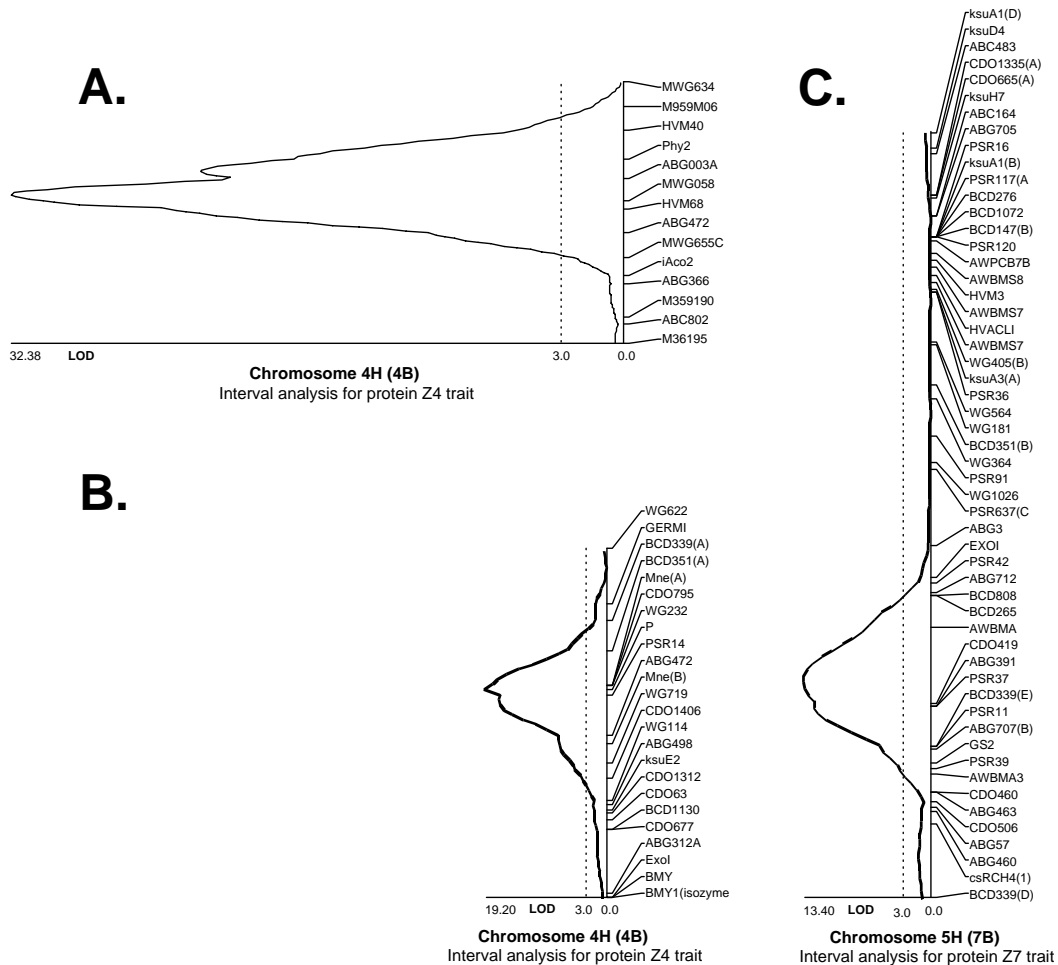 A.
MWG634
M959M06
HVM40
Phy2
ABG003A
MWG058
HVM68
ABG472
MWG655C
iAco2
ABG366
M359190
ABC802
M36195
32.38 LOD 3.0 0.0
Chromosome 4H (4B)
Interval analysis for protein Z4 trait
B.
WG622
GERMI
BCD339(A)
BCD351(A)
Mne(A)
CDO795
WG232
P
PSR14
ABG472
Mne(B)
WG719
CDO1406
WG114
ABG498
ksuE2
CDO1312
CDO63
BCD1130
CDO677
ABG312A
ExoI
BMY
BMY1(isozyme
19.20 LOD 3.0 0.0
Chromosome 4H (4B)
Interval analysis for protein Z4 trait
C.
ksuA1(D)
ksuD4
ABC483
CDO1335(A)
CDO665(A)
ksuH7
ABC164
ABG705
PSR16
ksuA1(B)
PSR117(A
BCD276
BCD1072
BCD147(B)
PSR120
AWPCB7B
AWBMS8
HVM3
AWBMS7
HVACLI
AWBMS7
WG405(B)
ksuA3(A)
PSR36
WG564
WG181
BCD351(B)
WG364
PSR91
WG1026
PSR637(C
ABG3
EXOI
PSR42
ABG712
BCD808
BCD265
AWBMA
CDO419
ABG391
PSR37
BCD339(E)
PSR11
ABG707(B)
GS2
PSR39
AWBMA3
CDO460
ABG463
CDO506
ABG57
ABG460
csRCH4(1)
BCD339(D)
13.40 LOD 3.0 0.0
Chromosome 5H (7B)
Interval analysis for protein Z7 trait